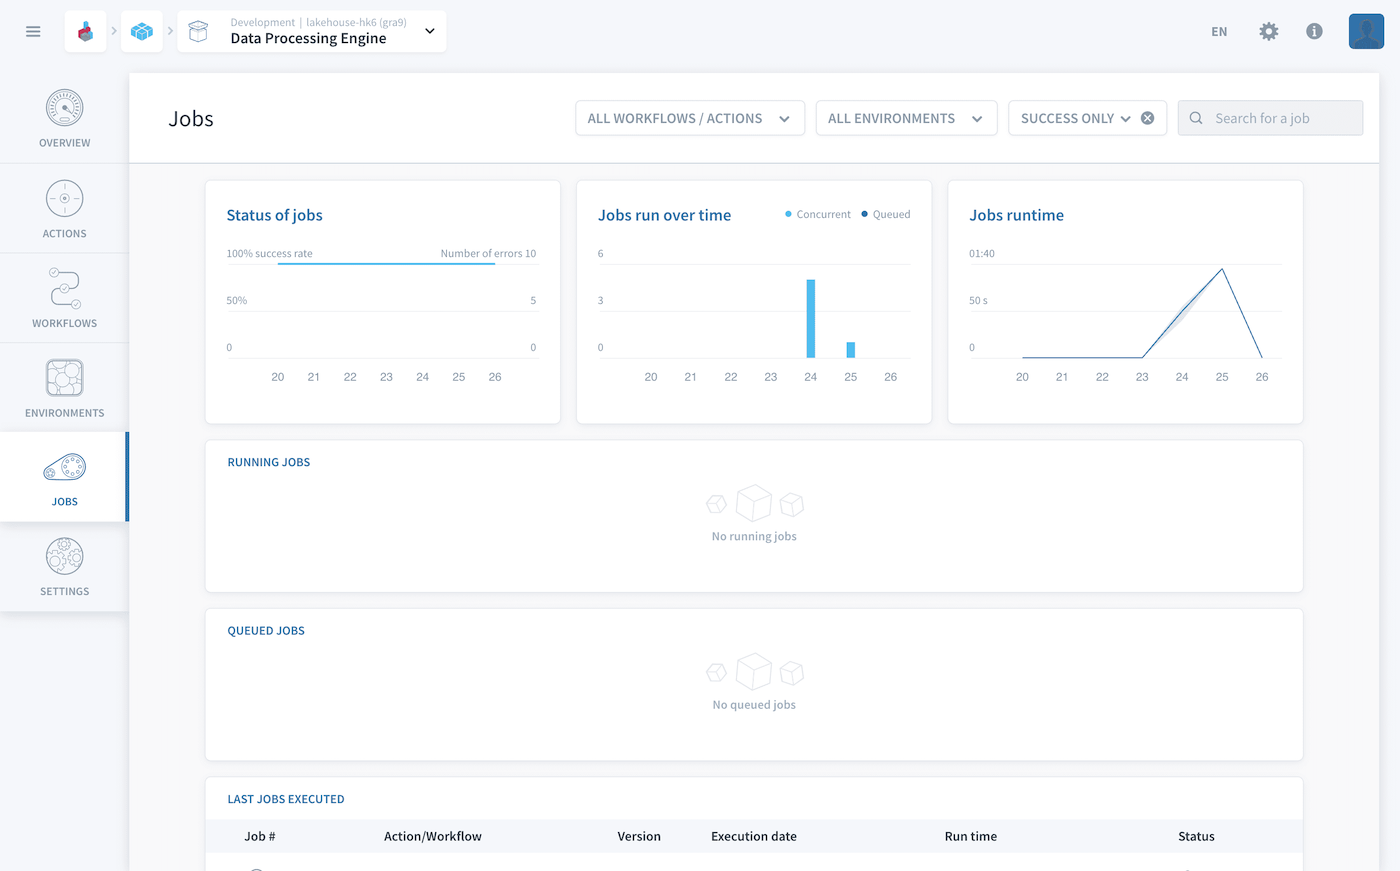 Development | lakehouse-hk6 (gra9)
Data Processing Engine
EN
OVERVIEW
ACTIONS
WORKFLOWS
ENVIRONMENTS
JOBS
SETTINGS
Jobs
ALL WORKFLOWS / ACTIONS
ALL ENVIRONMENTS
SUCCESS ONLY
Search for a job
Status of jobs
100% success rate Number of errors 10
50% 5
0 0
20 21 22 23 24 25 26
Jobs run over time
Concurrent Queued
6
3
0
20 21 22 23 24 25 26
Jobs runtime
01:40
50 s
0
20 21 22 23 24 25 26
RUNNING JOBS
No running jobs
QUEUED JOBS
No queued jobs
LAST JOBS EXECUTED
Job # Action/Workflow Version Execution date Run time Status